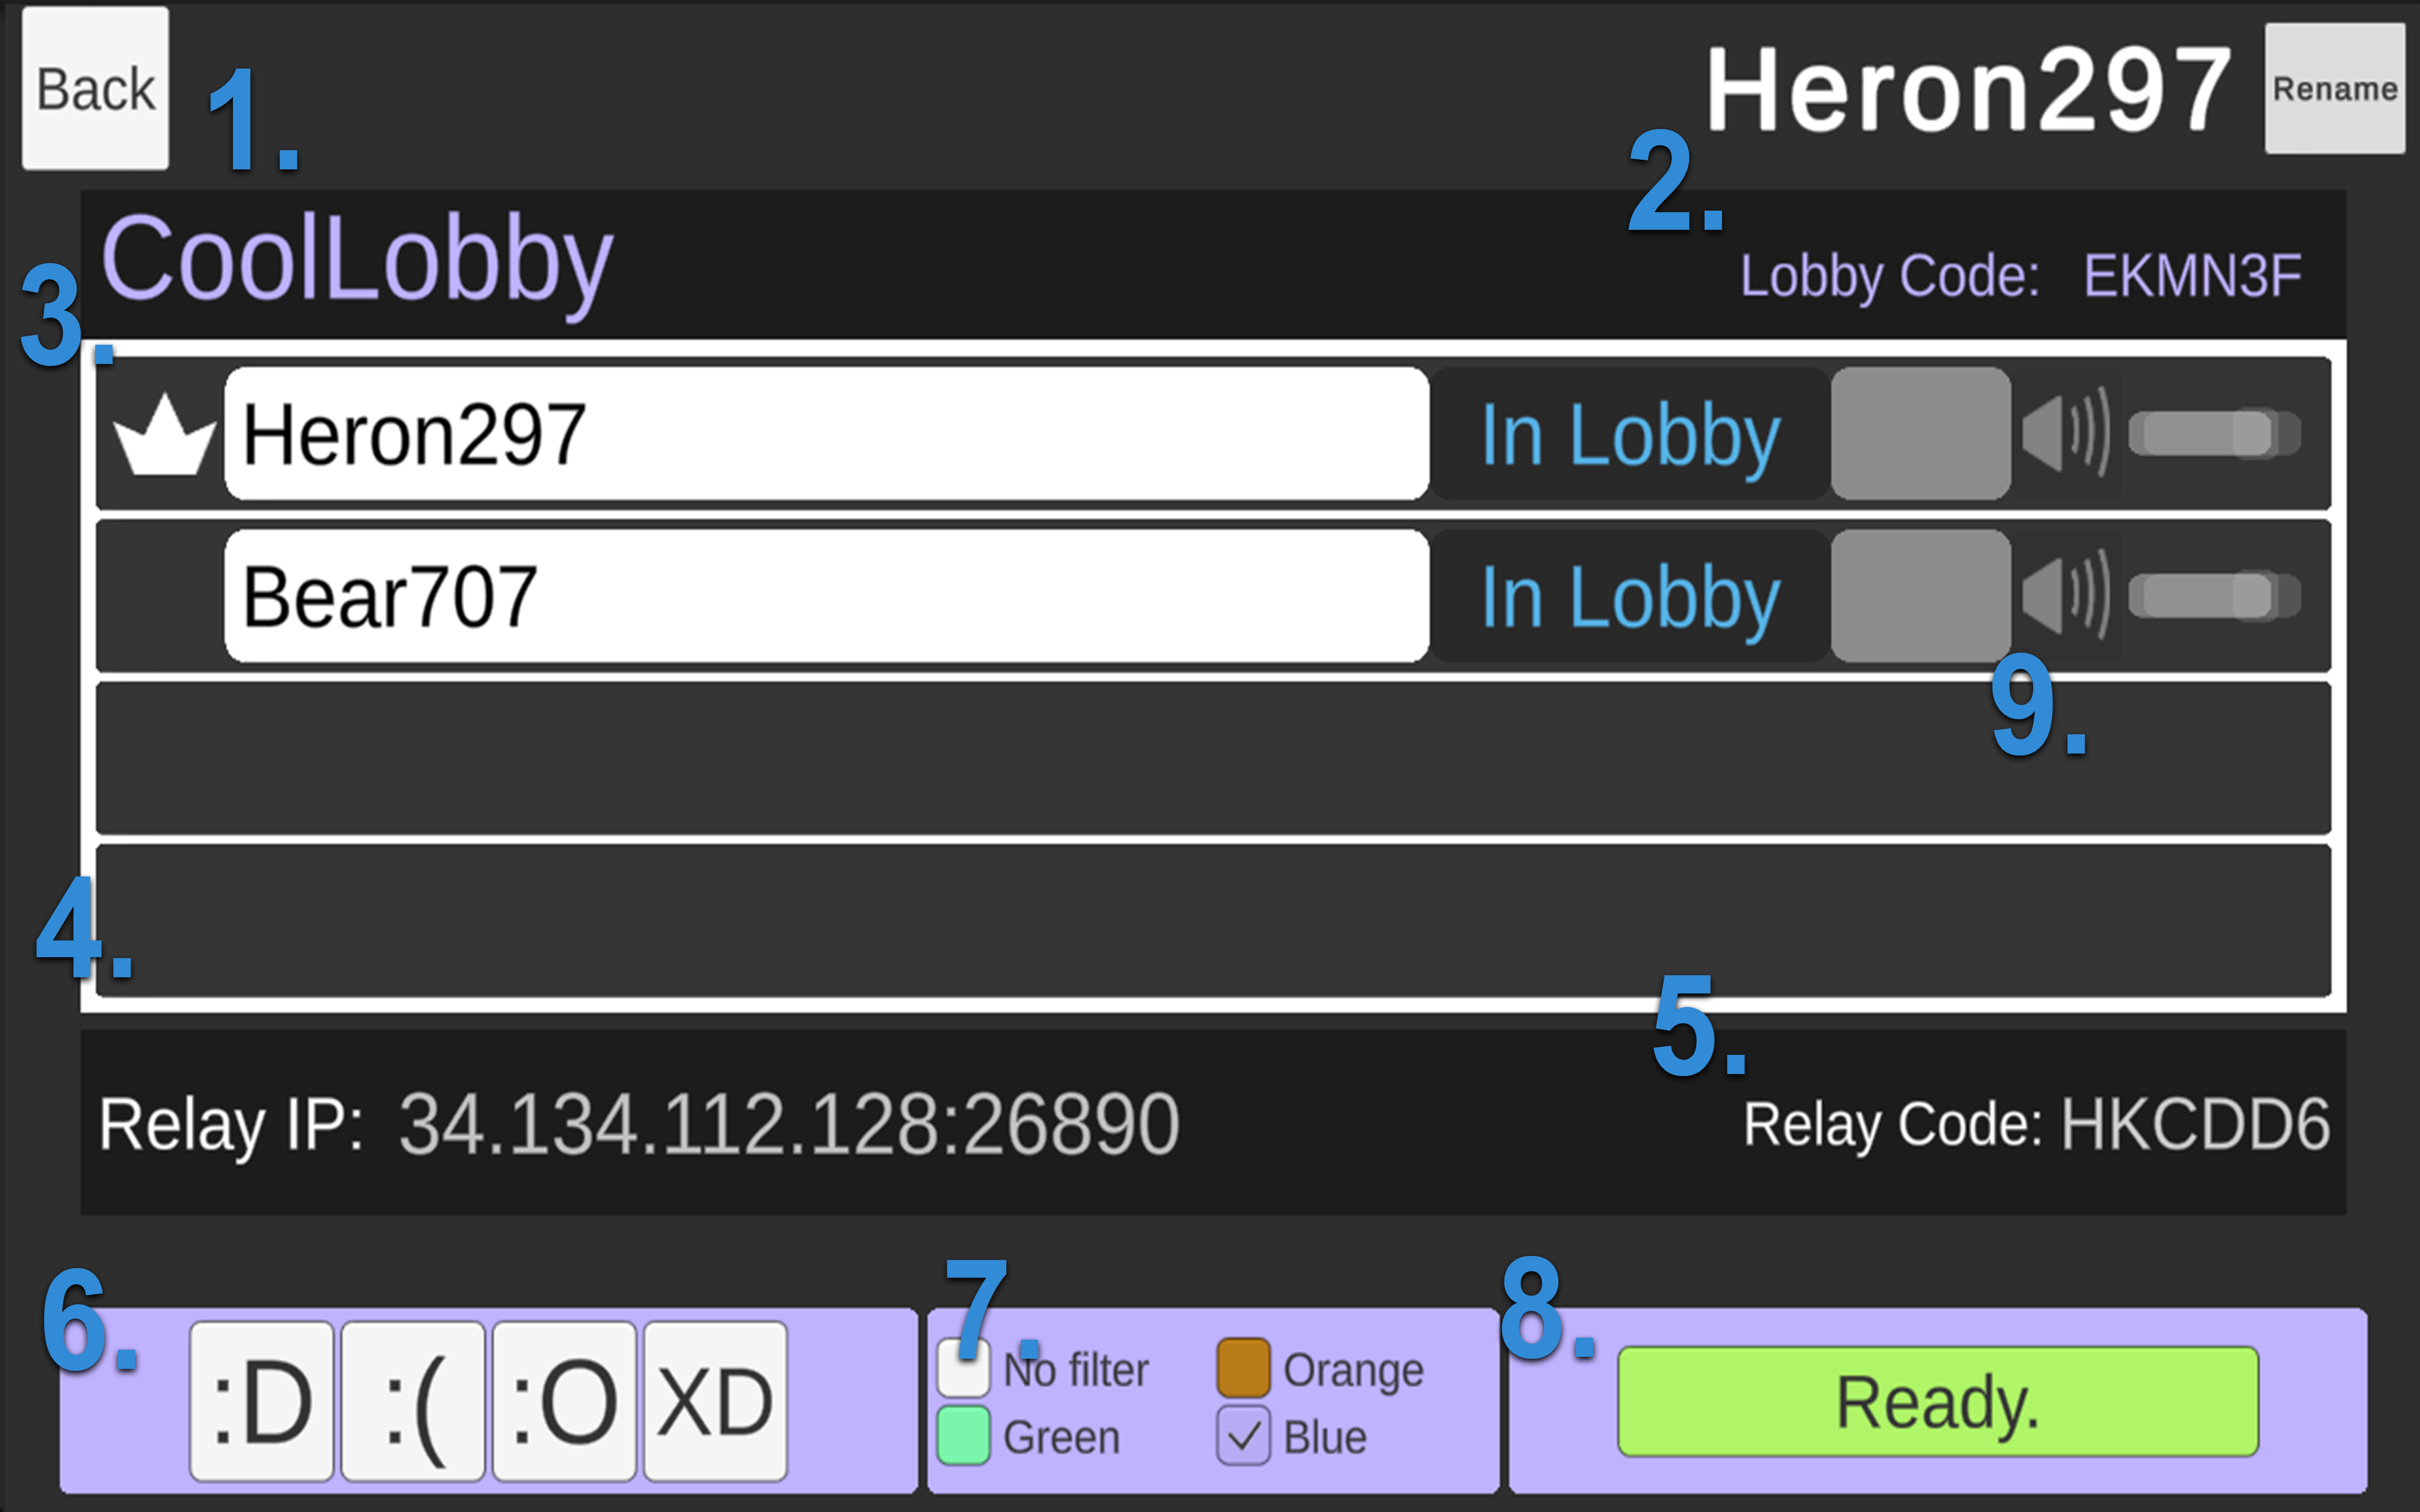 Back
1.
Heron297
Rename
2.
CoolLobby
Lobby Code: EKMN3F
3.
Heron297 In Lobby
Bear707 In Lobby
9.
4.
5.
Relay IP: 34.134.112.128:26890
Relay Code: HKCDD6
6.
7.
8.
:D :( :O XD
No filter Orange
Green Blue
Ready.